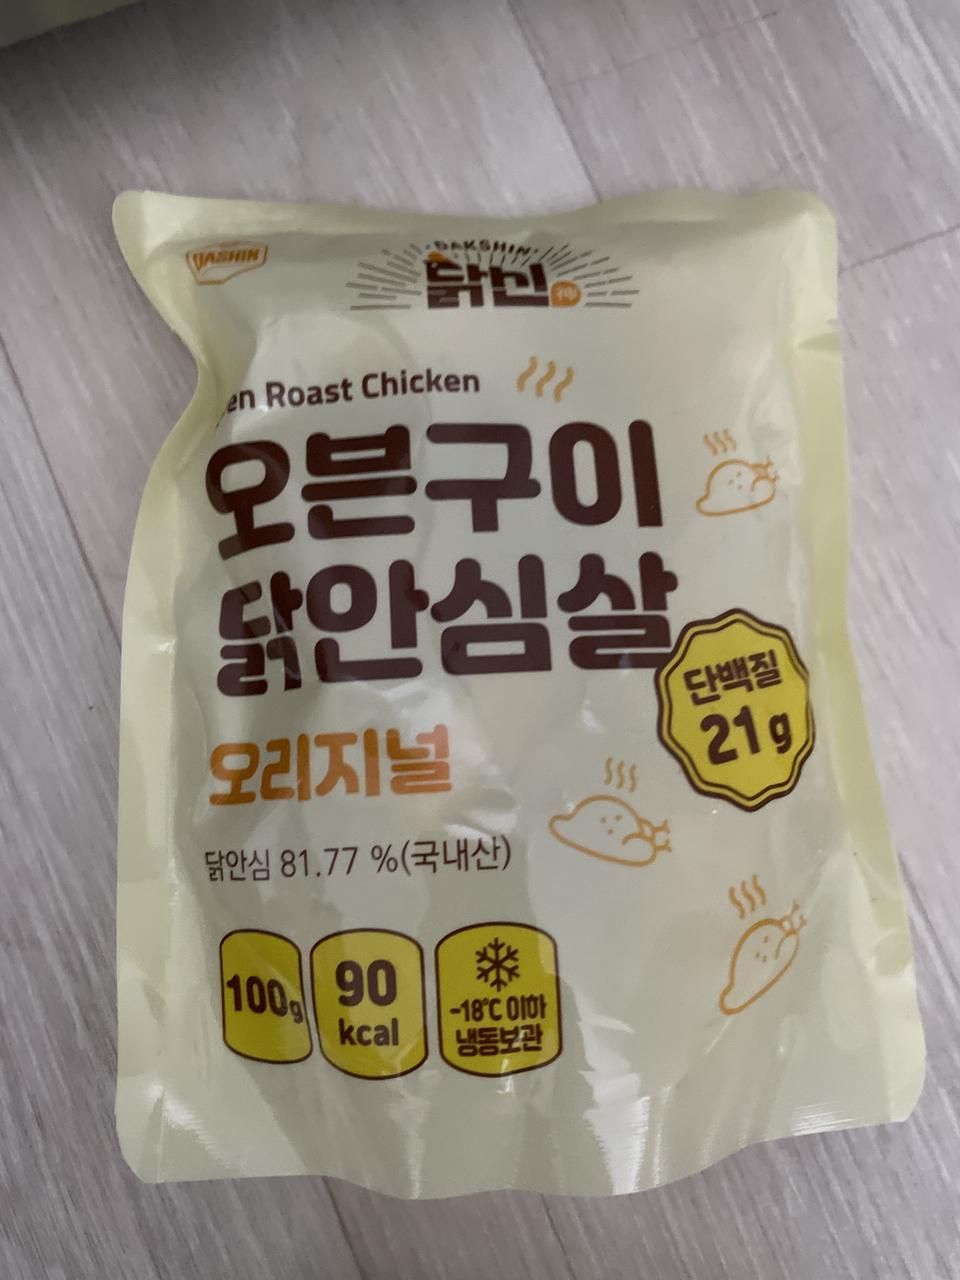 DASHIN
DAKSHIN
닭신 神
en Roast Chicken
오븐구이
닭안심살
단백질
21g
오리지널
닭안심 81.77 %(국내산)
100g
90
kcal
-18℃ 이하
냉동보관